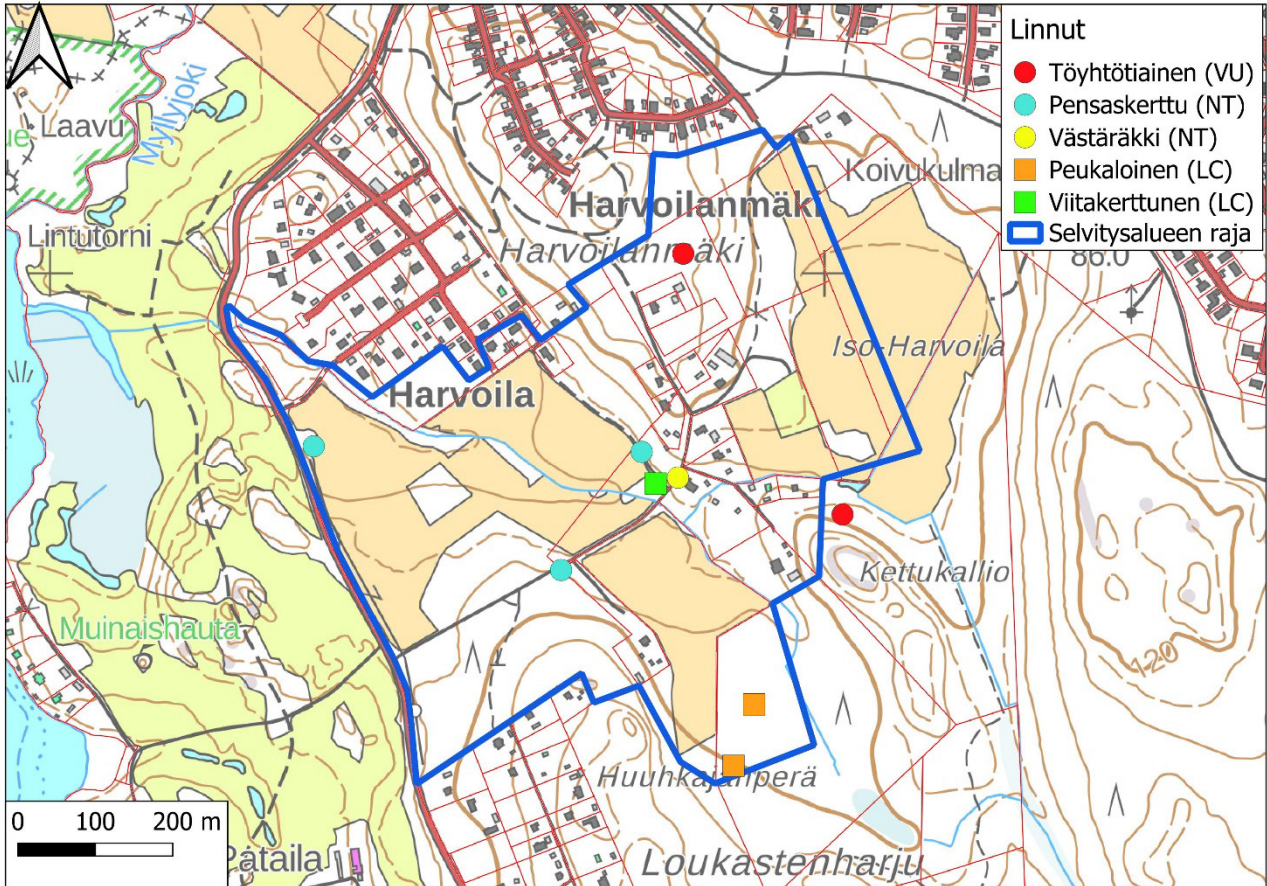 Linnut
Töyhtötiainen (VU)
Pensaskerttu (NT)
Västäräkki (NT)
Peukaloinen (LC)
Viitakerttunen (LC)
Selvitysalueen raja
ue
Laavu
Myllyjoki
Lintutorni
Koivukulma
Harvoilanmäki
Harvoilanmäki
86.0
Iso-Harvoila
Harvoila
Kettukallio
Muinaishauta
120
Huuhkajanperä
Loukastenharju
Pataila
0 100 200 m